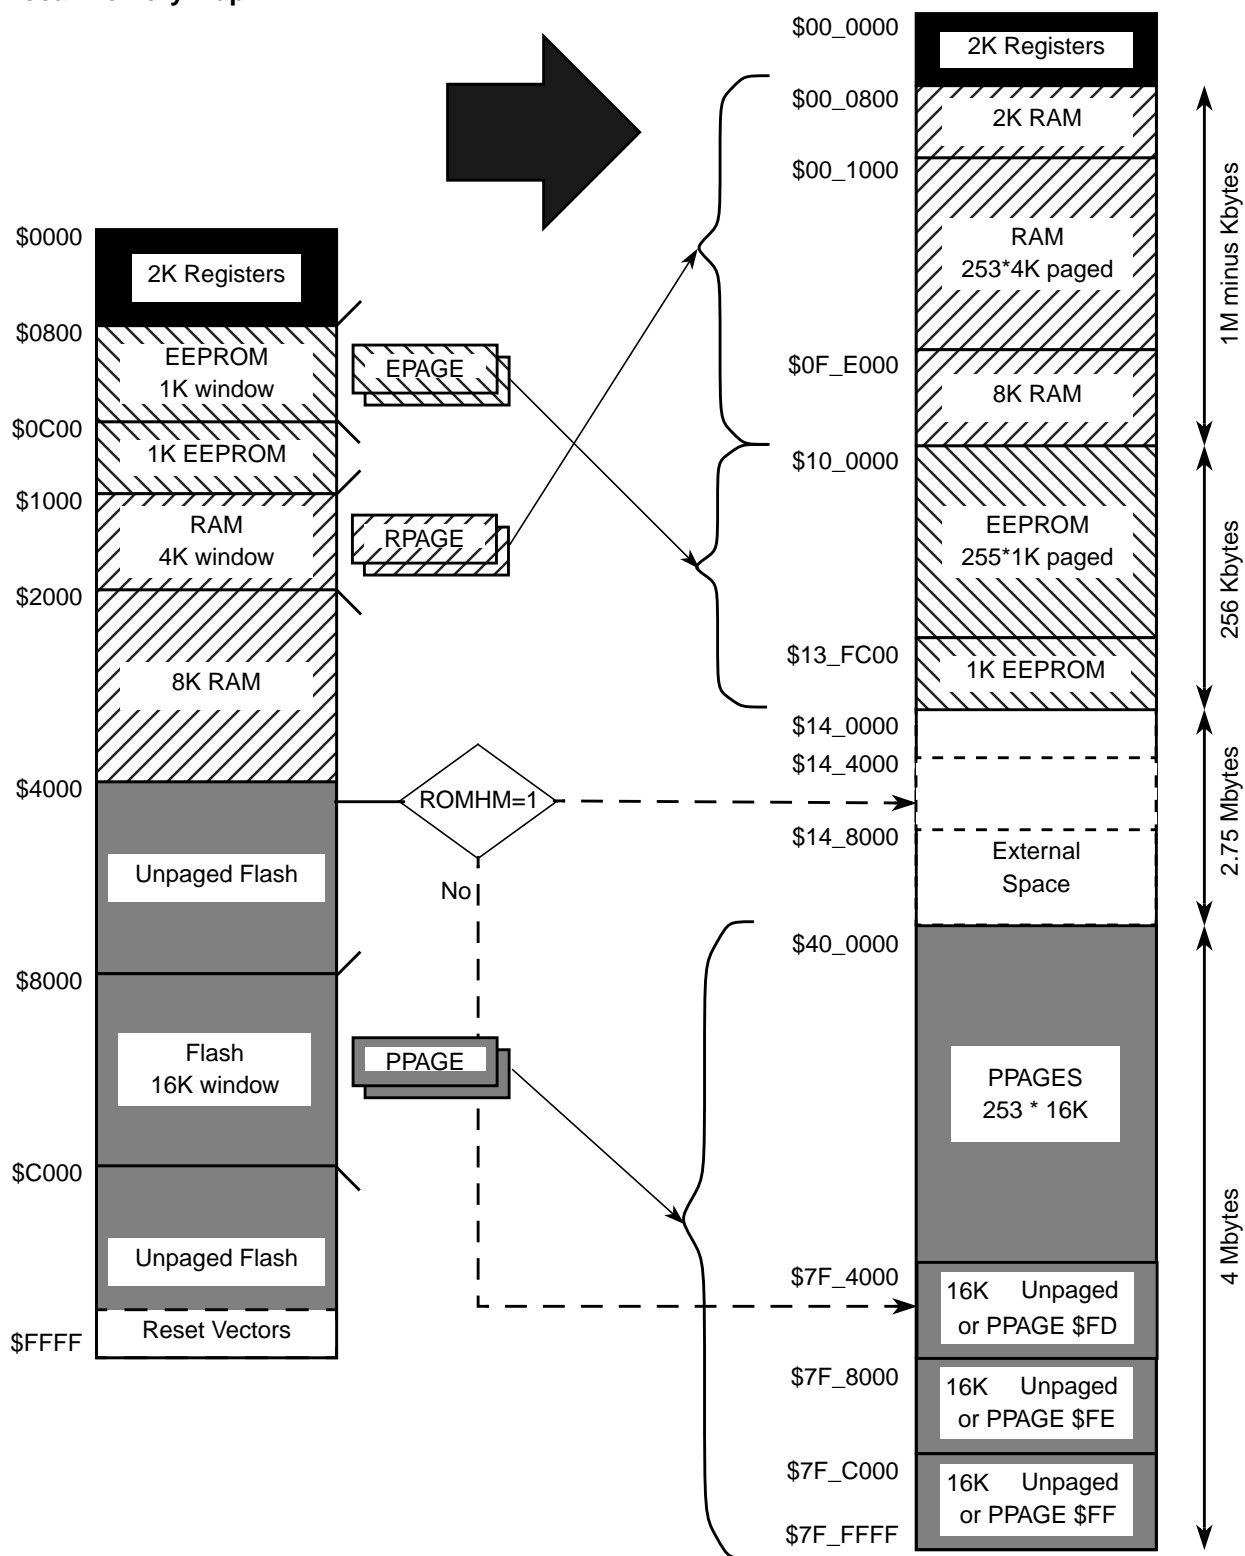 $0000
2K Registers
$0800
EEPROM
1K window
EPAGE
$0C00
1K EEPROM
$1000
RAM
4K window
RPAGE
$2000
8K RAM
$4000
ROMHM=1
Unpaged Flash
No
$8000
Flash
16K window
PPAGE
$C000
Unpaged Flash
Reset Vectors
$FFFF
$00_0000
2K Registers
$00_0800
2K RAM
$00_1000
RAM
253*4K paged
$0F_E000
8K RAM
$10_0000
EEPROM
255*1K paged
$13_FC00
1K EEPROM
$14_0000
$14_4000
$14_8000
External
Space
$40_0000
PPAGES
253 * 16K
$7F_4000
16K Unpaged
or PPAGE $FD
$7F_8000
16K Unpaged
or PPAGE $FE
$7F_C000
16K Unpaged
or PPAGE $FF
$7F_FFFF
1M minus Kbytes
256 Kbytes
2.75 Mbytes
4 Mbytes